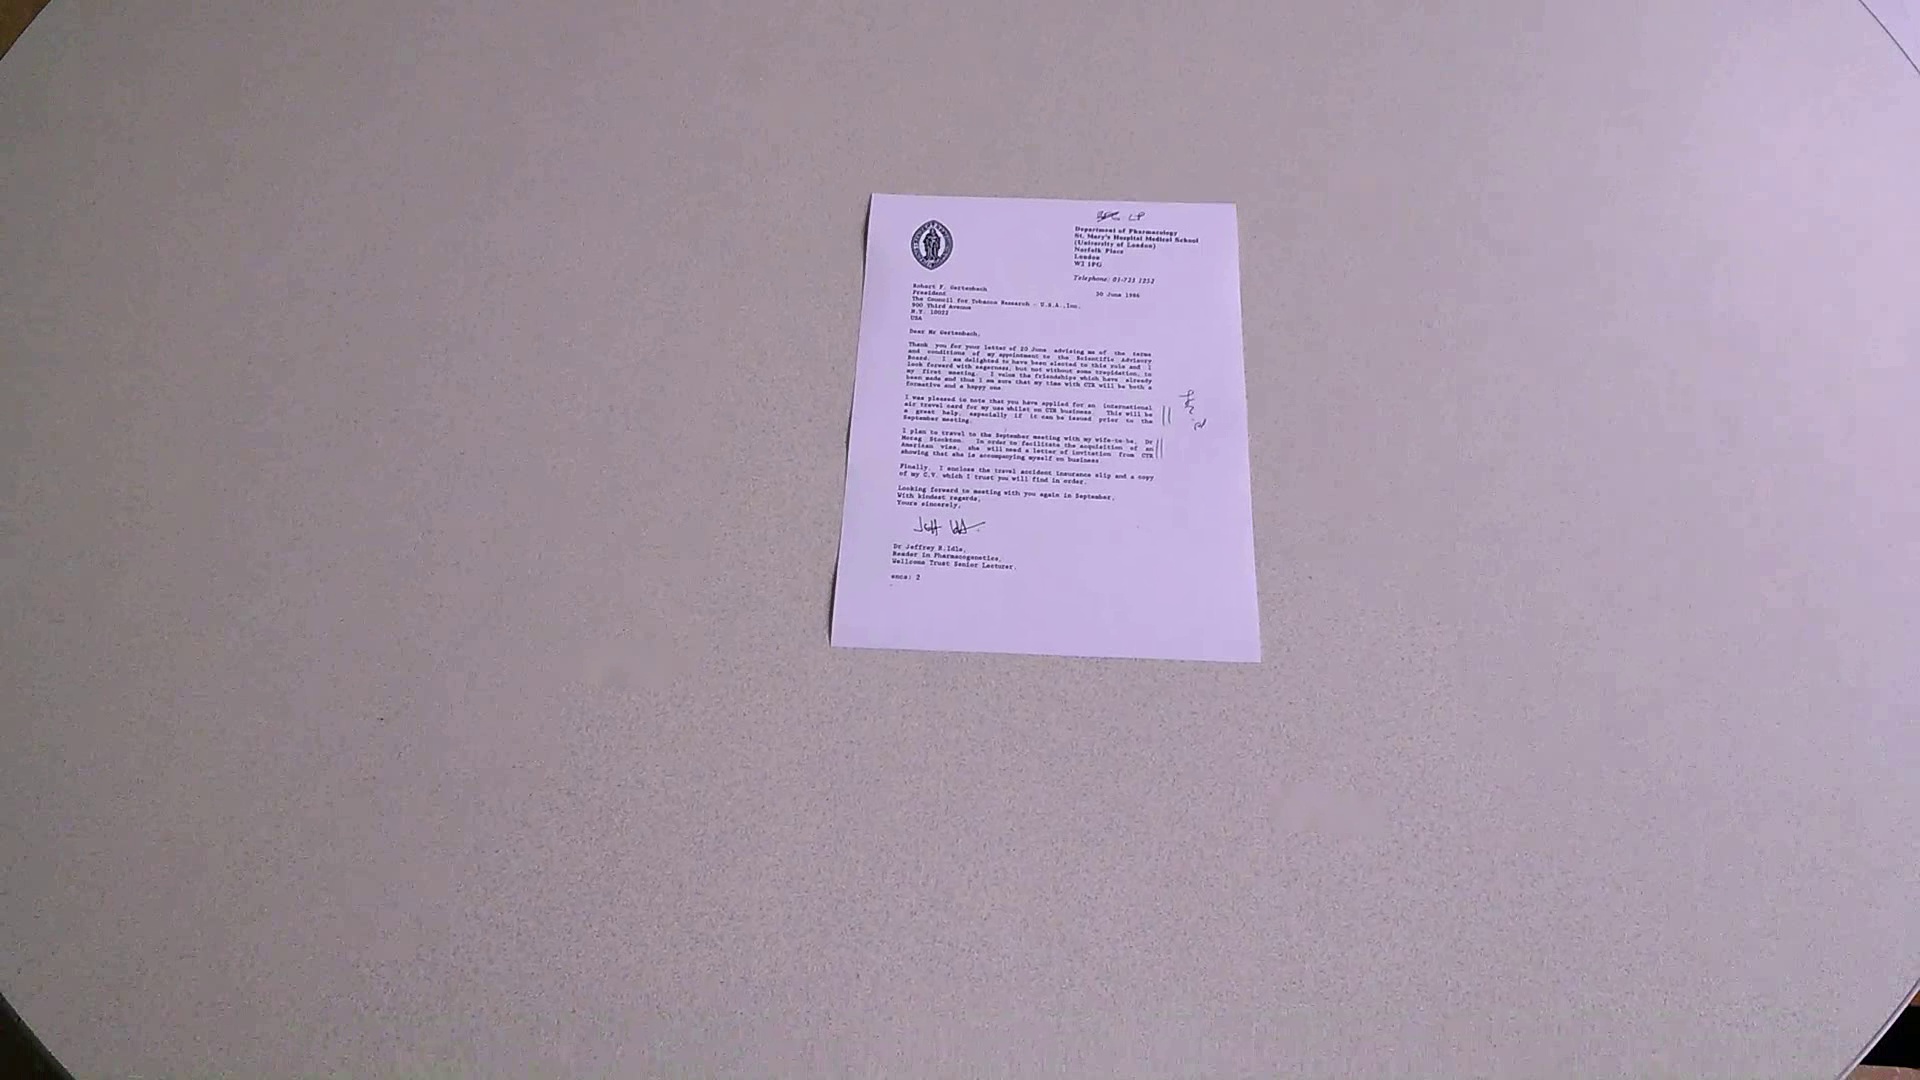 LP
Department of Pharmacology
St. Mary's Hospital Medical School
(University of London)
Norfolk Place
London
W2 1PG
Telephone: 01-723 1252
30 June 1986
Robert F. Gertenbach
President
The Council for Tobacco Research - U.S.A.,Inc.
900 Third Avenue
N.Y. 10022
USA
Dear Mr Gertenbach,
Thank you for your letter of 20 June advising me of the terms
and conditions of my appointment to the Scientific Advisory
Board. I am delighted to have been elected to this role and I
look forward with eagerness, but not without some trepidation, to
my first meeting. I value the friendships which have already
been made and thus I am sure that my time with CTR will be both a
formative and a happy one.
I was pleased to note that you have applied for an international
air travel card for my use whilst on CTR business. This will be
a great help, especially if it can be issued prior to the
September meeting.
I plan to travel to the September meeting with my wife-to-be, Dr
Morag Stockton. In order to facilitate the acquisition of an
American visa, she will need a letter of invitation from CTR
showing that she is accompanying myself on business.
Finally, I enclose the travel accident insurance slip and a copy
of my C.V. which I trust you will find in order.
Looking forward to meeting with you again in September,
With kindest regards,
Yours sincerely,
Jeff
Dr Jeffrey R.Idle,
Reader in Pharmacogenetics,
Wellcome Trust Senior Lecturer.
encs: 2